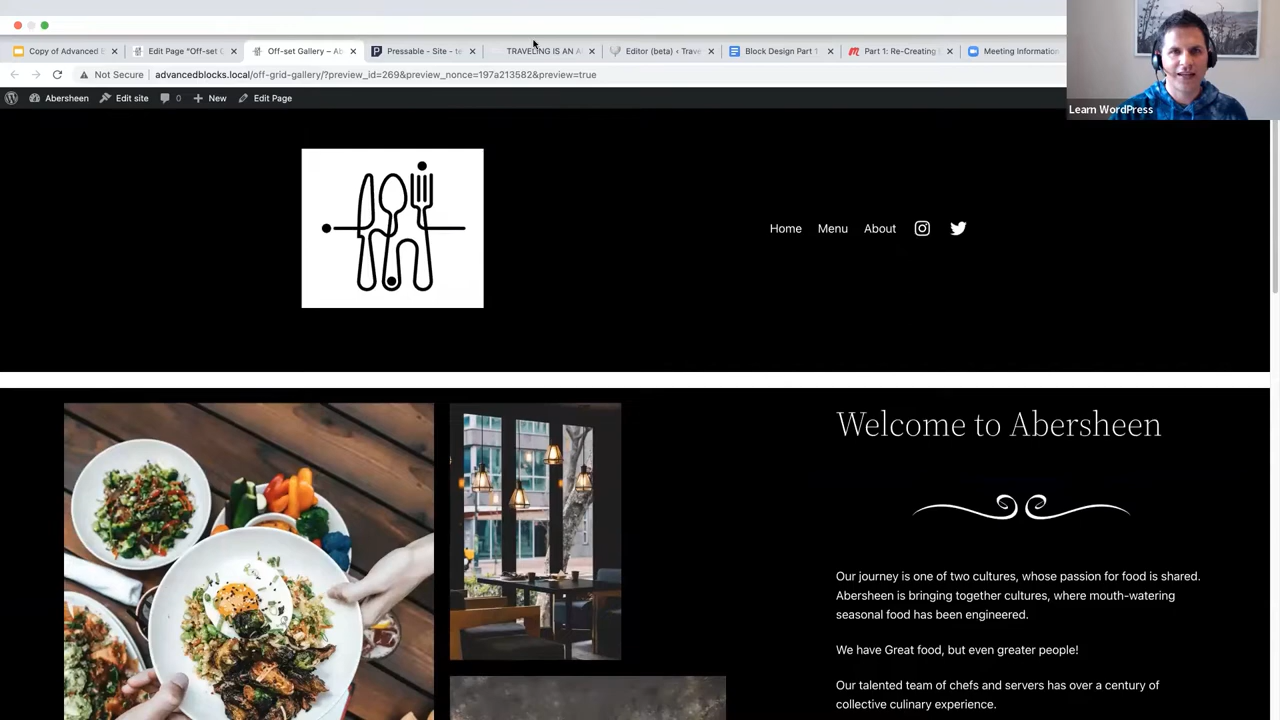 Copy of Advanced
Edit Page "Off-set
Off-set Gallery – Ab
Pressable - Site - te
TRAVELING IS AN
Editor (beta) ‹ Trave
Block Design Part 1
Part 1: Re-Creating
Meeting Information
Not Secure
advancedblocks.local/off-grid-gallery/?preview_id=269&preview_nonce=197a213582&preview=true
Abersheen
Edit site
0
New
Edit Page
Learn WordPress
Home
Menu
About
Welcome to Abersheen
Our journey is one of two cultures, whose passion for food is shared.
Abersheen is bringing together cultures, where mouth-watering
seasonal food has been engineered.
We have Great food, but even greater people!
Our talented team of chefs and servers has over a century of
collective culinary experience.